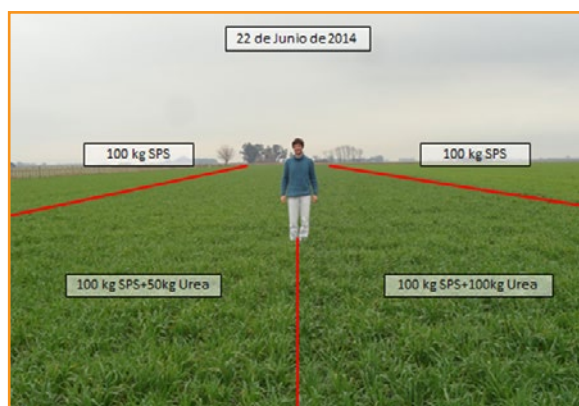 22 de Junio de 2014
100 kg SPS
100 kg SPS
100 kg SPS+50kg Urea
100 kg SPS+100kg Urea